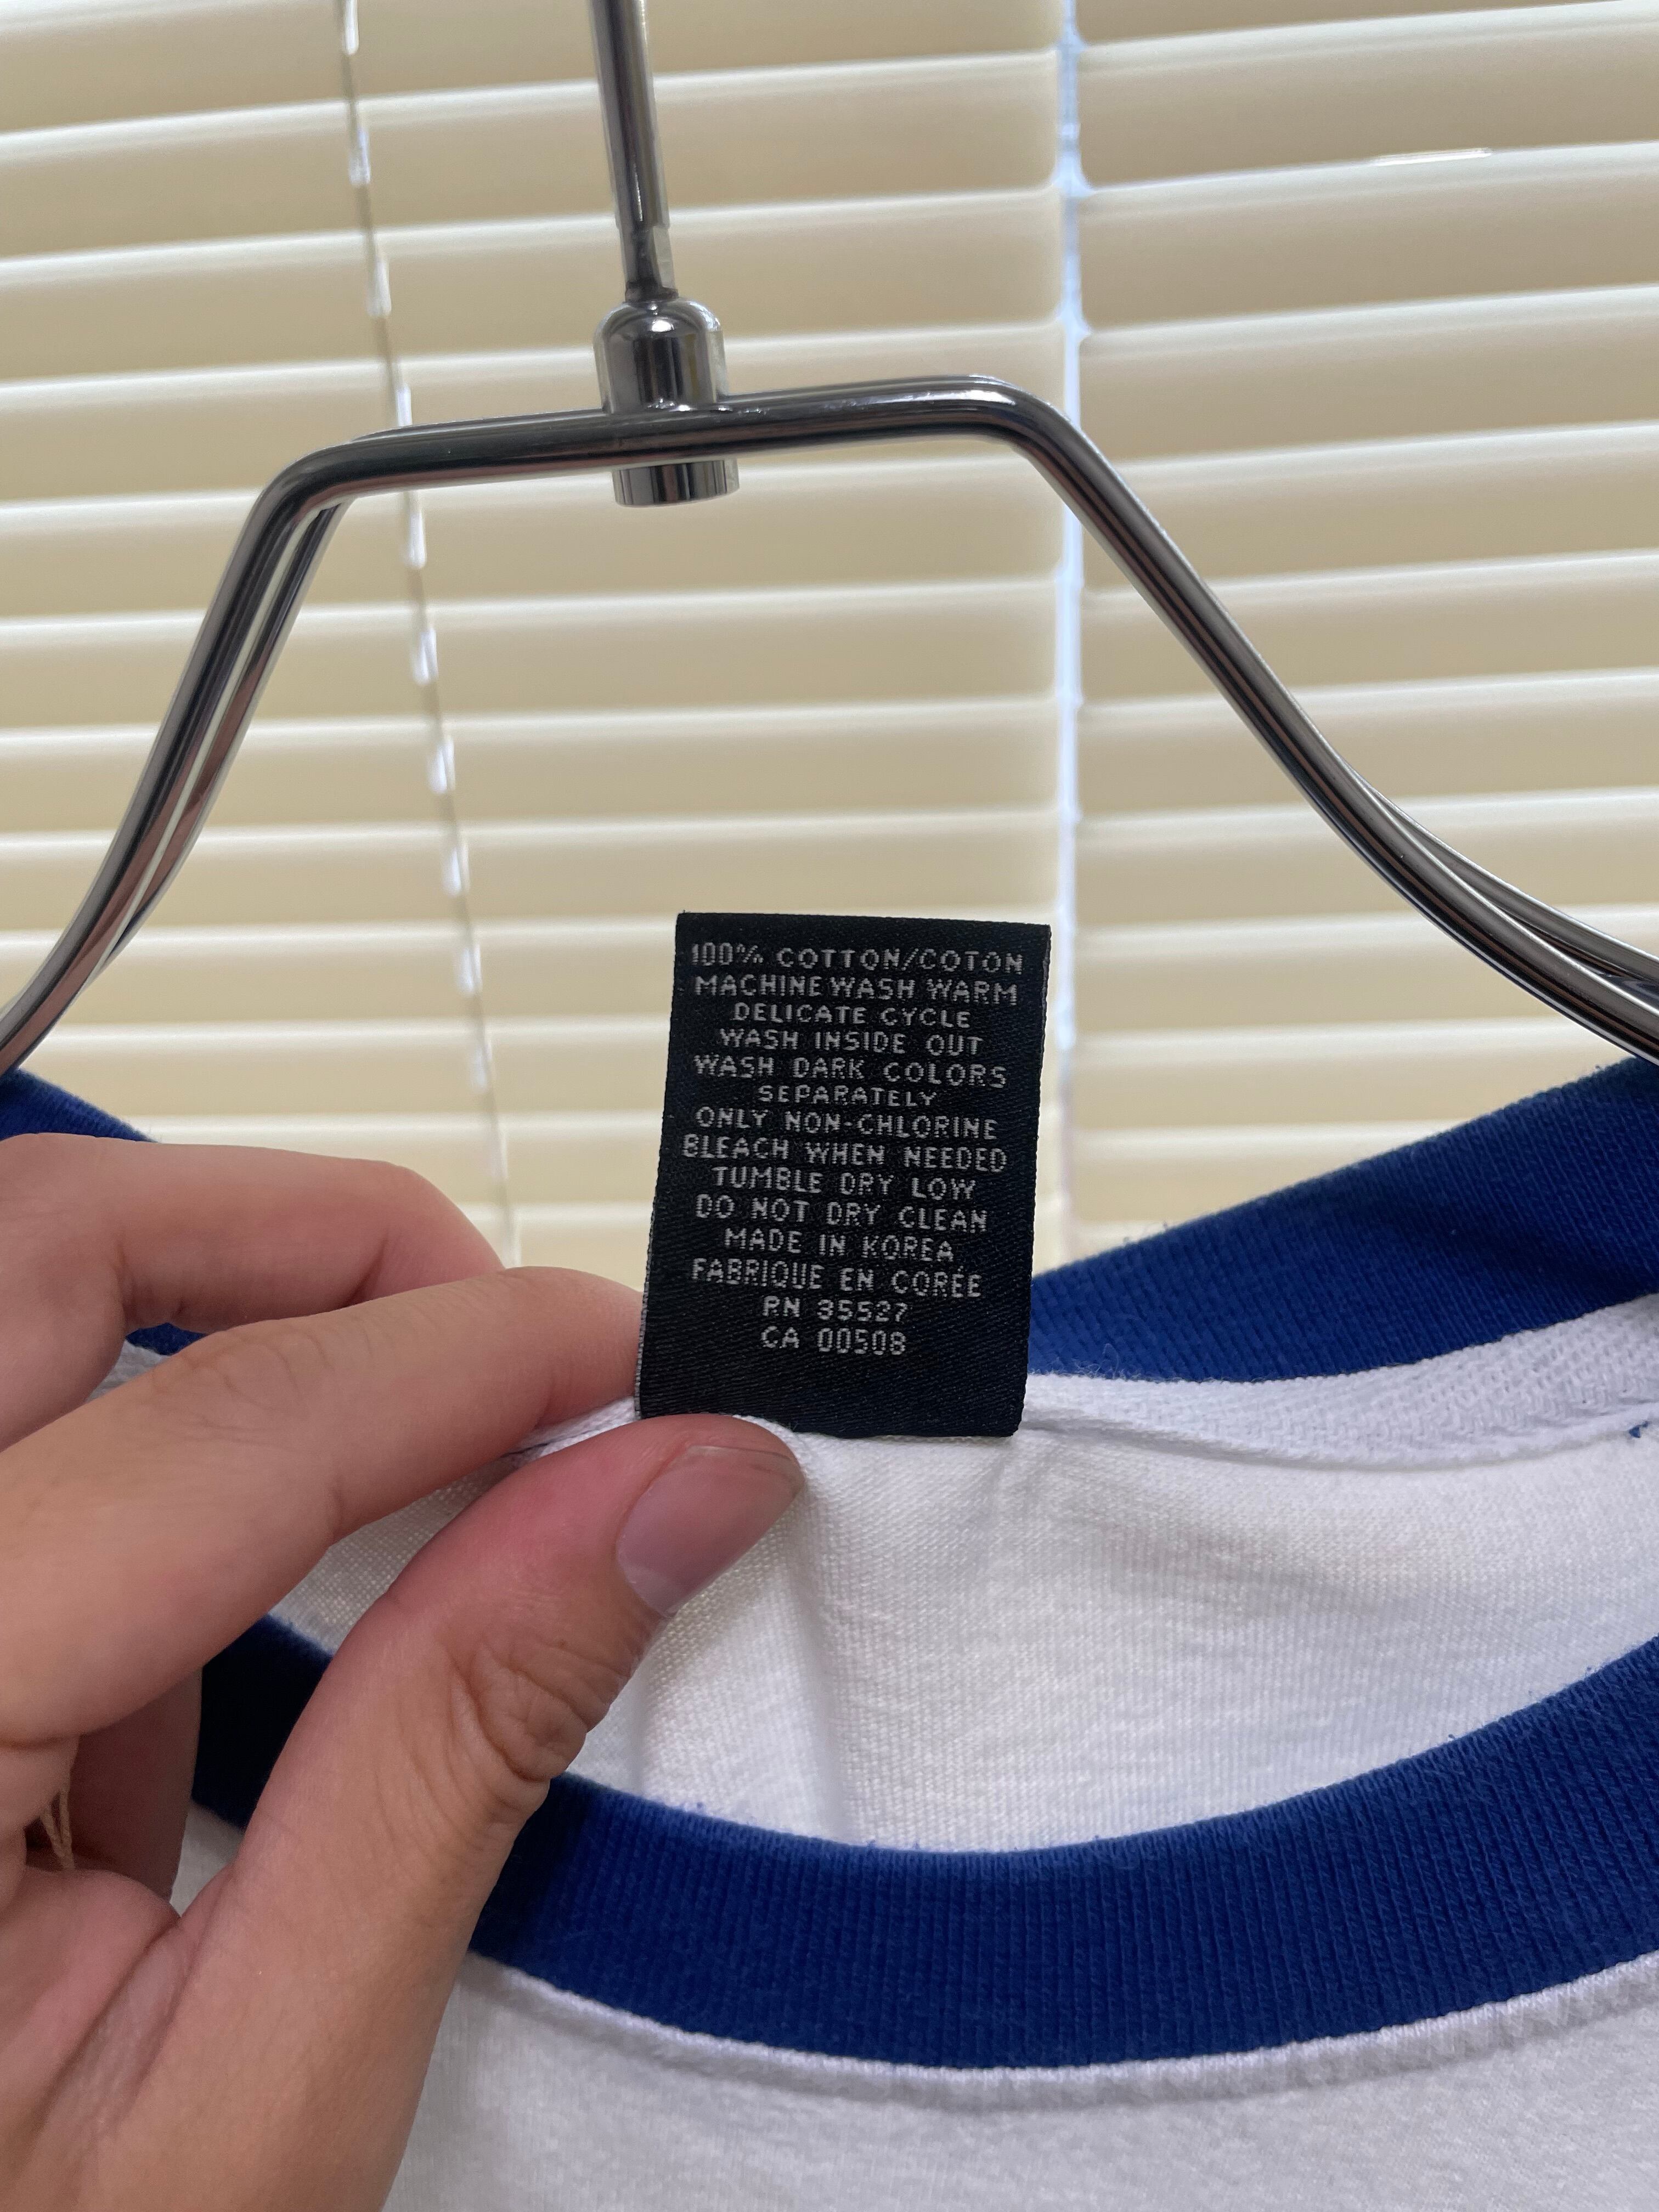 100% COTTON/COTON
MACHINE WASH WARM
DELICATE CYCLE
WASH INSIDE OUT
WASH DARK COLORS
SEPARATELY
ONLY NON-CHLORINE
BLEACH WHEN NEEDED
TUMBLE DRY LOW
DO NOT DRY CLEAN
MADE IN KOREA
FABRIQUE EN CORÉE
RN 35527
CA 00508